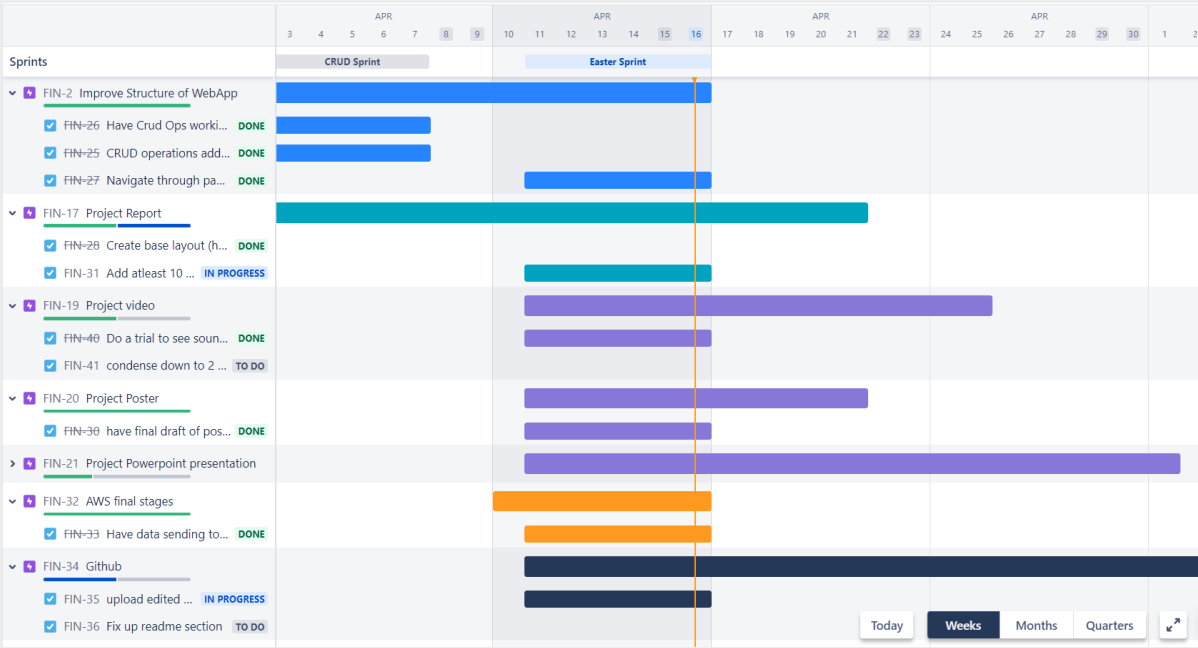 APR APR APR APR
3 4 5 6 7 8 9 10 11 12 13 14 15 16 17 18 19 20 21 22 23 24 25 26 27 28 29 30 1 2
Sprints CRUD Sprint Easter Sprint
FIN-2 Improve Structure of WebApp
FIN-26 Have Crud Ops worki... DONE
FIN-25 CRUD operations add... DONE
FIN-27 Navigate through pa... DONE
FIN-17 Project Report
FIN-28 Create base layout (h... DONE
FIN-31 Add atleast 10 ... IN PROGRESS
FIN-19 Project video
FIN-40 Do a trial to see soun... DONE
FIN-41 condense down to 2 ... TO DO
FIN-20 Project Poster
FIN-30 have final draft of pos... DONE
FIN-21 Project Powerpoint presentation
FIN-32 AWS final stages
FIN-33 Have data sending to... DONE
FIN-34 Github
FIN-35 upload edited ... IN PROGRESS
FIN-36 Fix up readme section TO DO
Today Weeks Months Quarters